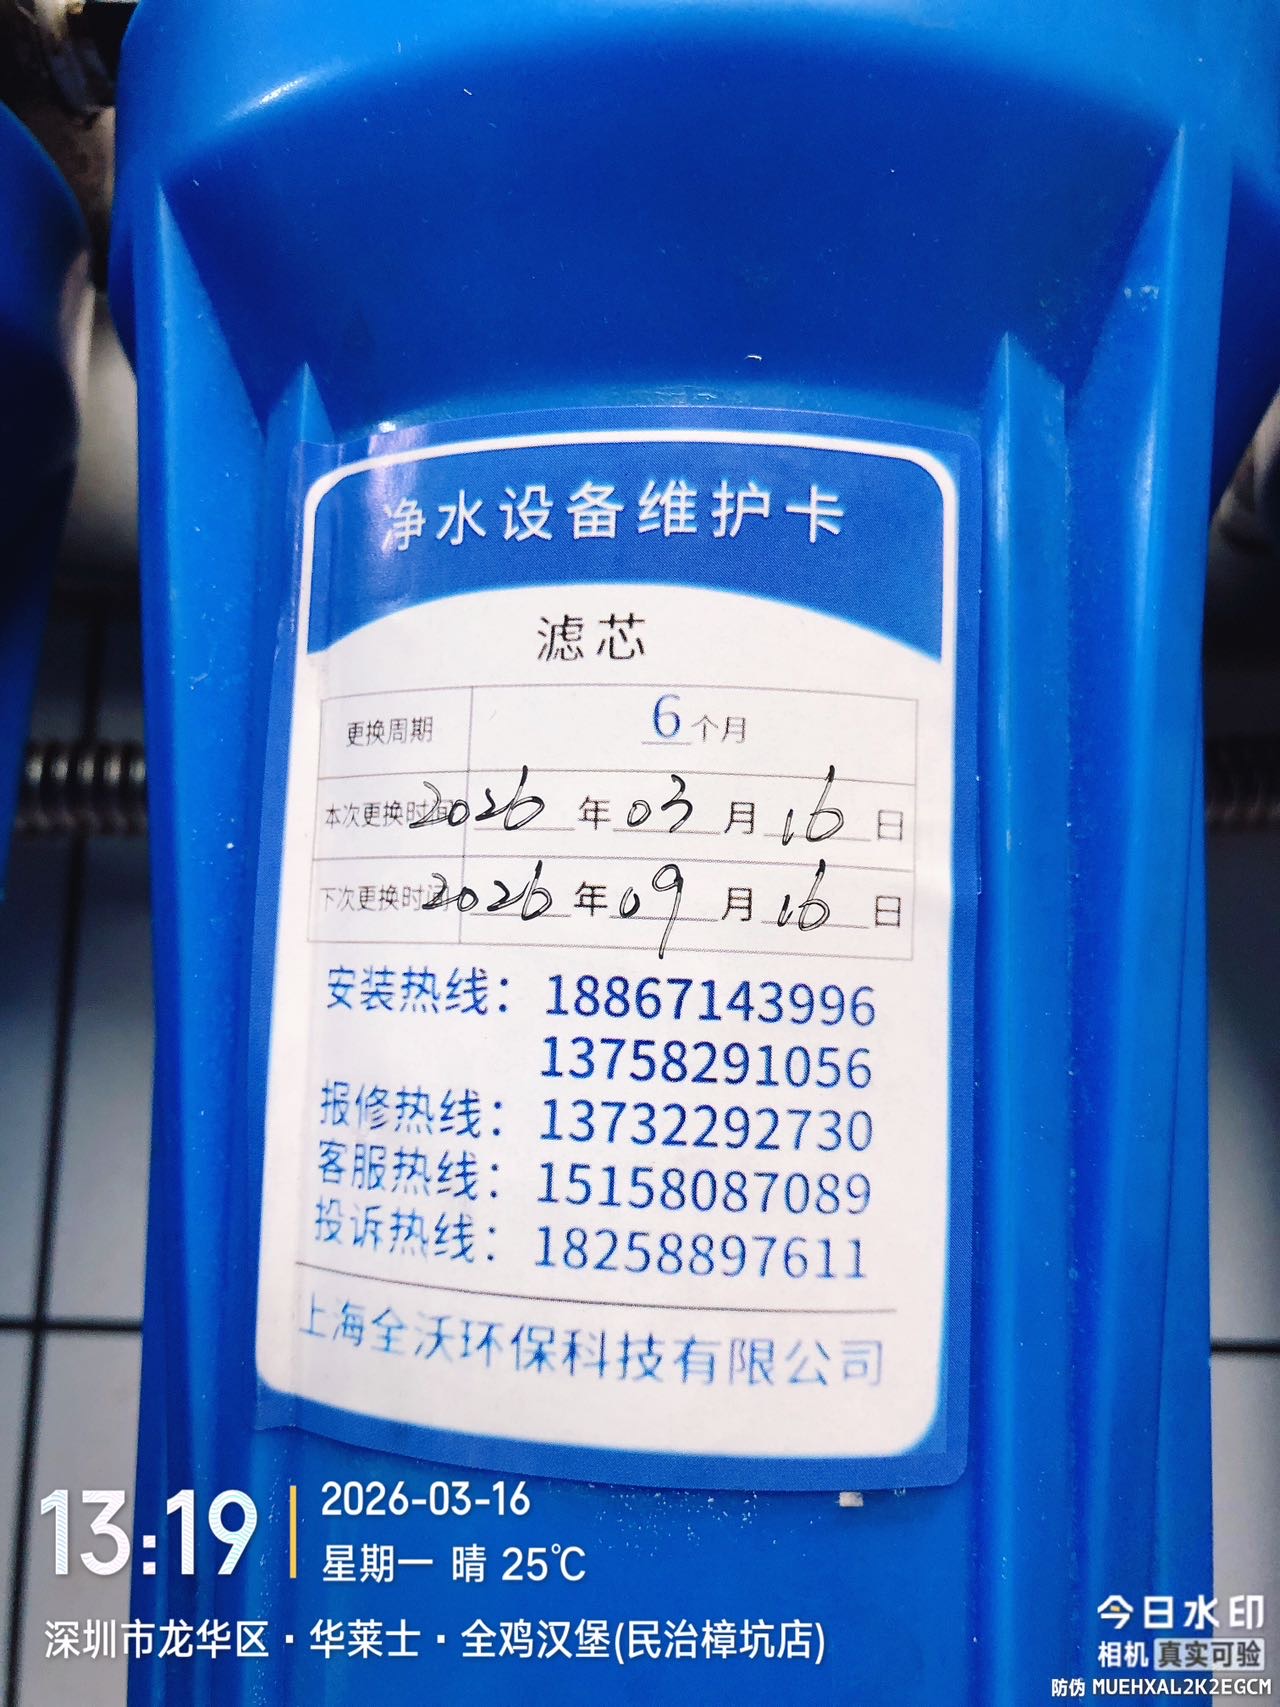 净水设备维护卡
滤芯
更换周期 6个月
本次更换时间 2026年03月16日
下次更换时间 2026年09月16日
安装热线：18867143996
13758291056
报修热线：13732292730
客服热线：15158087089
投诉热线：18258897611
上海全沃环保科技有限公司
13:19
2026-03-16
星期一 晴 25℃
深圳市龙华区·华莱士·全鸡汉堡(民治樟坑店)
今日水印
相机 真实可验
防伪 MUEHXAL2K2EGCM